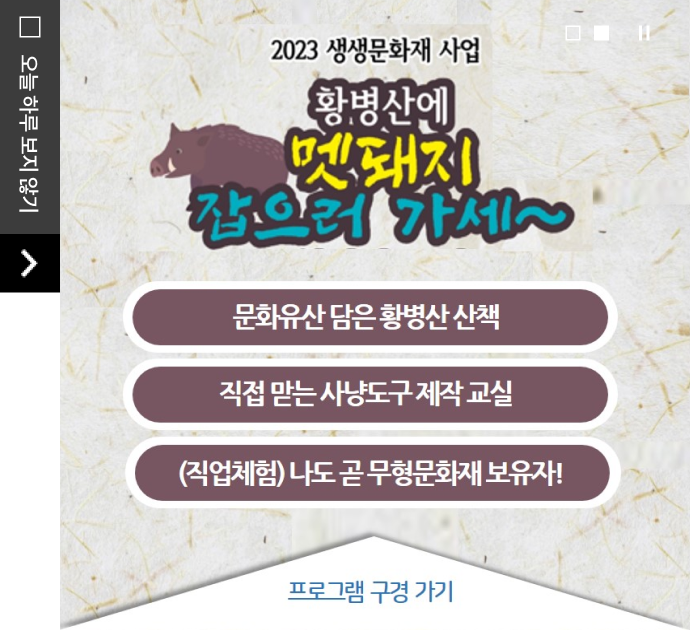 오늘 하루 보지 않기
2023 생생문화재 사업
황병산에
멧돼지
잡으러 가세~
문화유산 담은 황병산 산책
직접 맏는 사냥도구 제작 교실
(직업체험) 나도 곧 무형문화재 보유자!
프로그램 구경 가기